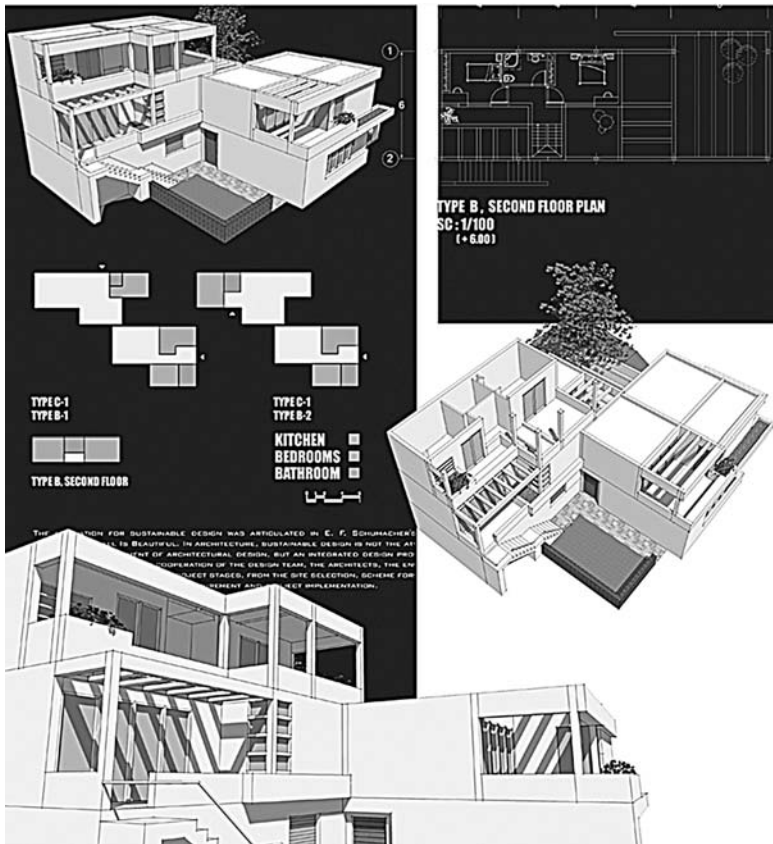 1
6
2
TYPE B, SECOND FLOOR PLAN
SC : 1/100
( + 6.00 )
TYPE C-1
TYPE B-1
TYPE C-1
TYPE B-2
TYPE B, SECOND FLOOR
KITCHEN
BEDROOMS
BATHROOM
THE FOR SUSTAINABLE DESIGN WAS ARTICULATED IN E. F. SCHUMACHER'S
IS BEAUTIFUL. IN ARCHITECTURE, SUSTAINABLE DESIGN IS NOT THE
OF ARCHITECTURAL DESIGN, BUT AN INTEGRATED DESIGN
COOPERATION OF THE DESIGN TEAM, THE ARCHITECTS, THE
STAGES, FROM THE SITE SELECTION, SCHEME FOR
AND PROJECT IMPLEMENTATION.